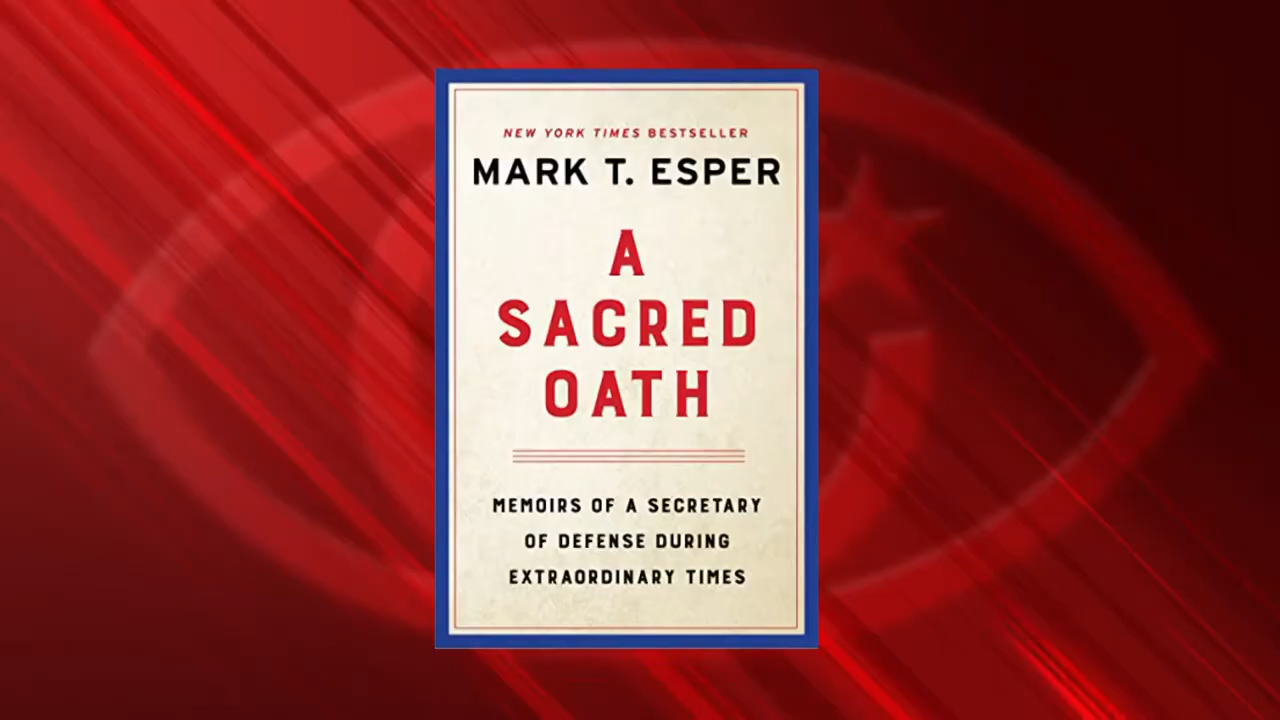 NEW YORK TIMES BESTSELLER
MARK T. ESPER
A
SACRED
OATH
MEMOIRS OF A SECRETARY
OF DEFENSE DURING
EXTRAORDINARY TIMES